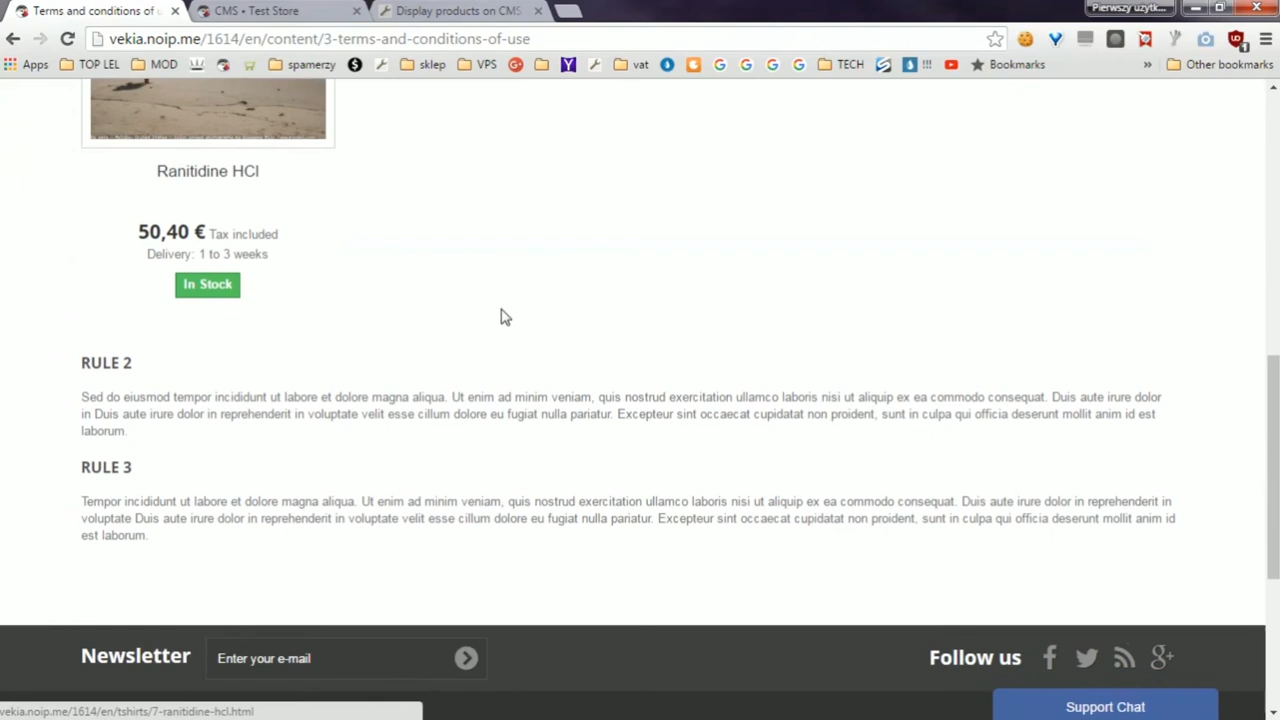 Terms and conditions of u
CMS • Test Store
Display products on CMS
Pierwszy użytk...
vekia.noip.me/1614/en/content/3-terms-and-conditions-of-use
Apps TOP LEL MOD spamerzy sklep VPS vat !!! TECH Bookmarks » Other bookmarks
Ranitidine HCl
50,40 € Tax included
Delivery: 1 to 3 weeks
In Stock
RULE 2
Sed do eiusmod tempor incididunt ut labore et dolore magna aliqua. Ut enim ad minim veniam, quis nostrud exercitation ullamco laboris nisi ut aliquip ex ea commodo consequat. Duis aute irure dolor
in Duis aute irure dolor in reprehenderit in voluptate velit esse cillum dolore eu fugiat nulla pariatur. Excepteur sint occaecat cupidatat non proident, sunt in culpa qui officia deserunt mollit anim id est
laborum.
RULE 3
Tempor incididunt ut labore et dolore magna aliqua. Ut enim ad minim veniam, quis nostrud exercitation ullamco laboris nisi ut aliquip ex ea commodo consequat. Duis aute irure dolor in reprehenderit in
voluptate Duis aute irure dolor in reprehenderit in voluptate velit esse cillum dolore eu fugiat nulla pariatur. Excepteur sint occaecat cupidatat non proident, sunt in culpa qui officia deserunt mollit anim id
est laborum.
Newsletter
Enter your e-mail
Follow us
vekia.noip.me/1614/en/tshirts/7-ranitidine-hcl.html
Support Chat